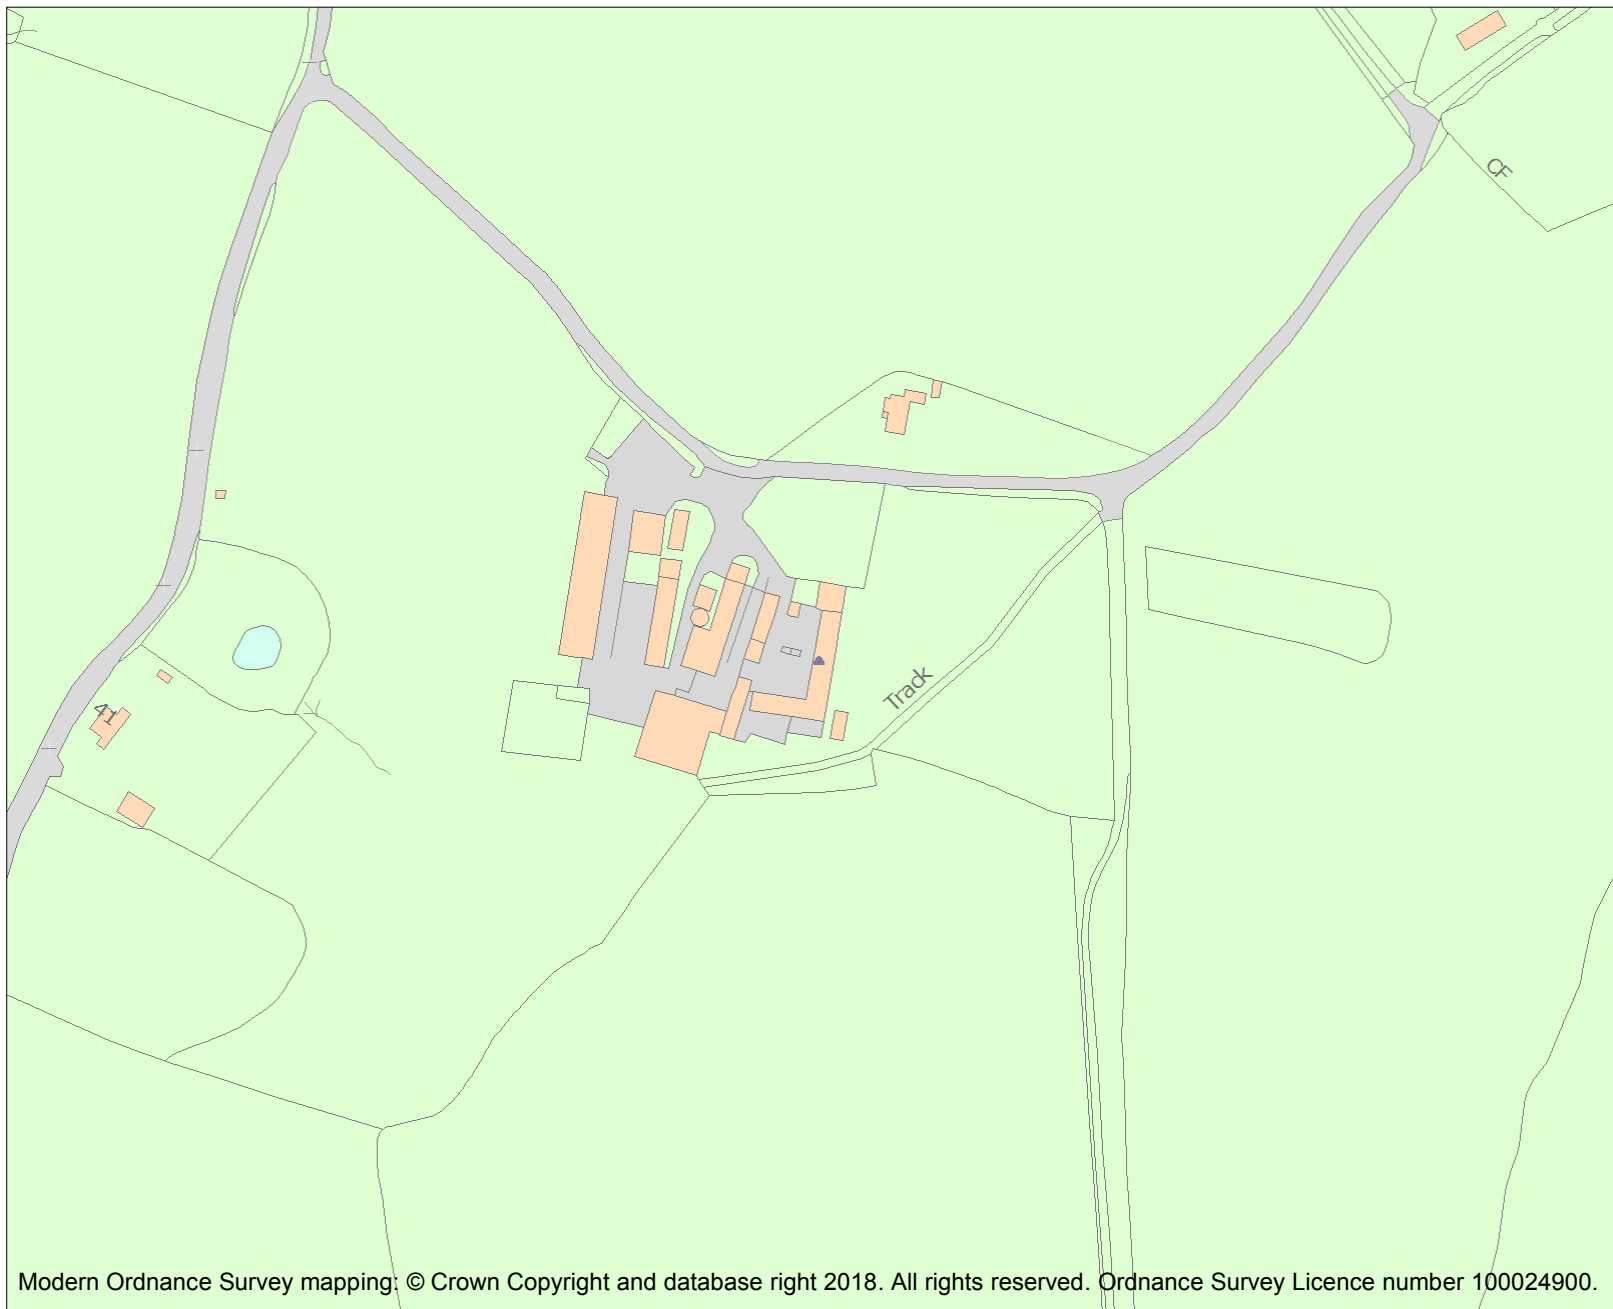 CF
Track
41
Modern Ordnance Survey mapping: © Crown Copyright and database right 2018. All rights reserved. Ordnance Survey Licence number 100024900.